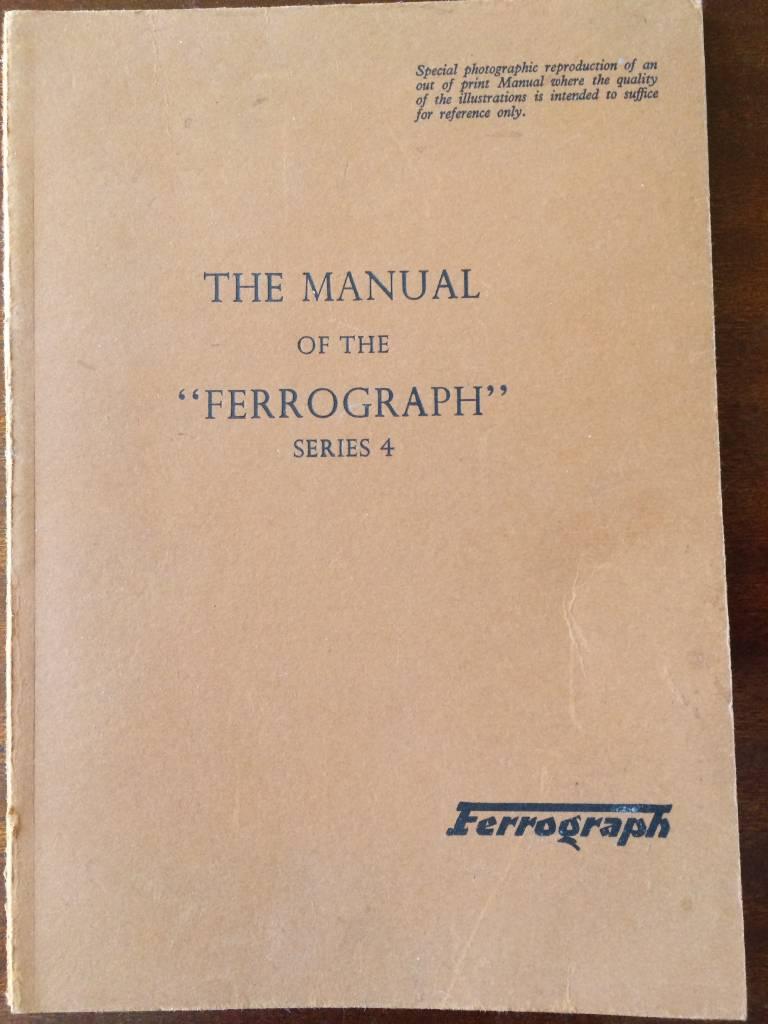 Special photographic reproduction of an
out of print Manual where the quality
of the illustrations is intended to suffice
for reference only.
THE MANUAL
OF THE
“FERROGRAPH”
SERIES 4
Ferrograph